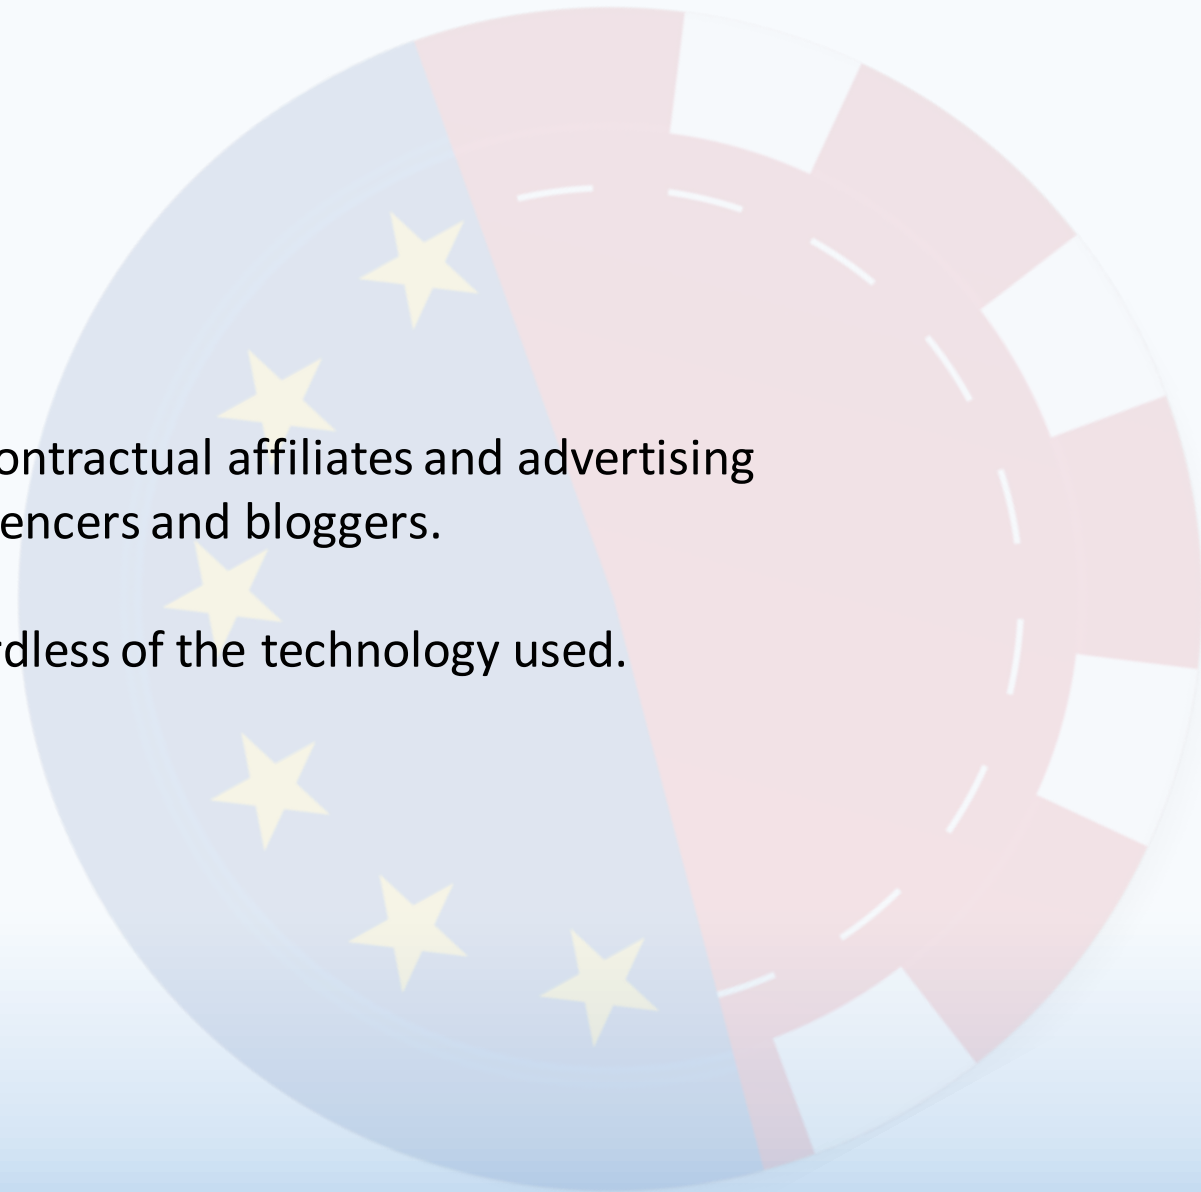 ontractual affiliates and advertising
encers and bloggers.
rdless of the technology used.